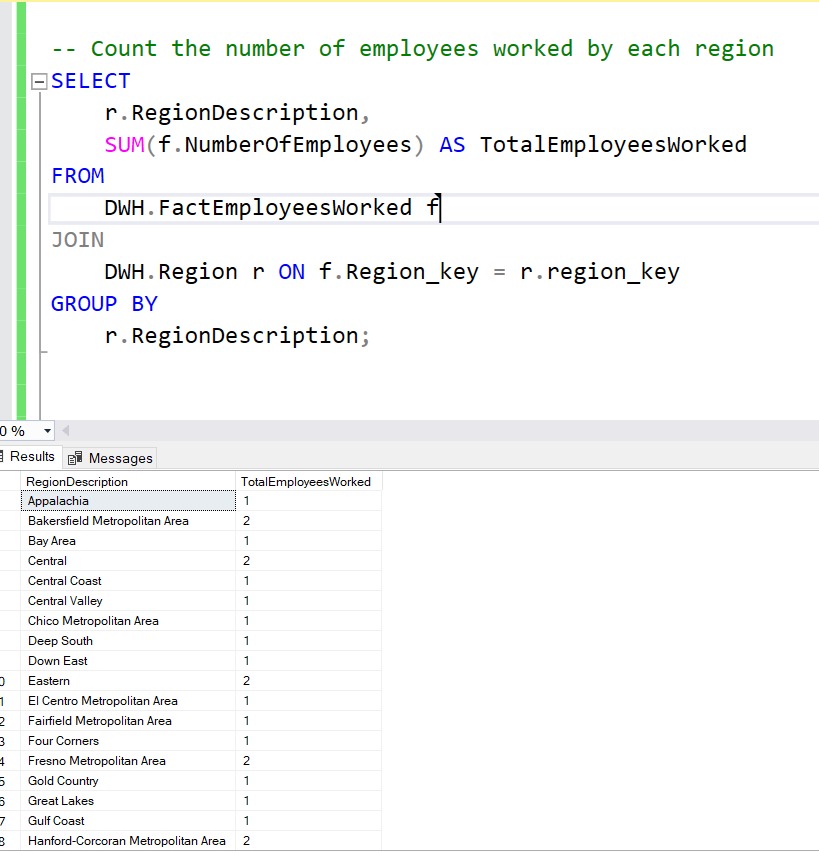 -- Count the number of employees worked by each region
SELECT
r.RegionDescription,
SUM(f.NumberOfEmployees) AS TotalEmployeesWorked
FROM
DWH.FactEmployeesWorked f
JOIN
DWH.Region r ON f.Region_key = r.region_key
GROUP BY
r.RegionDescription;
0 %
Results Messages
RegionDescription TotalEmployeesWorked
Appalachia 1
Bakersfield Metropolitan Area 2
Bay Area 1
Central 2
Central Coast 1
Central Valley 1
Chico Metropolitan Area 1
Deep South 1
Down East 1
0 Eastern 2
1 El Centro Metropolitan Area 1
2 Fairfield Metropolitan Area 1
3 Four Corners 1
4 Fresno Metropolitan Area 2
5 Gold Country 1
6 Great Lakes 1
7 Gulf Coast 1
8 Hanford-Corcoran Metropolitan Area 2